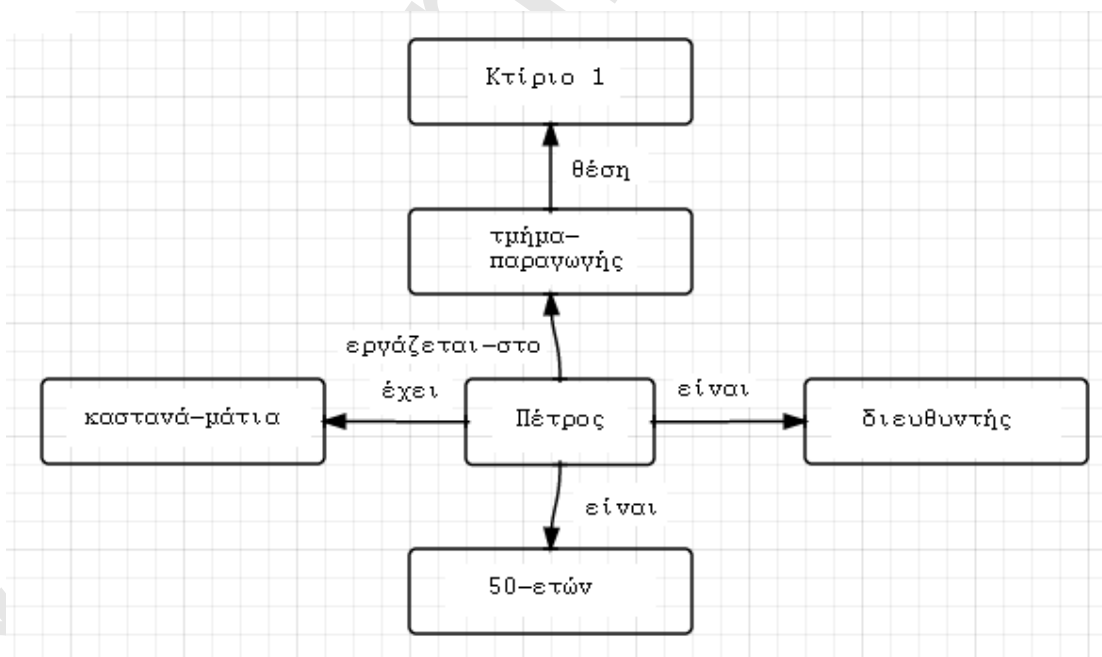 Κτίριο 1
θέση
τμήμα-
παραγωγής
εργάζεται-στο
έχει
είναι
καστανά-μάτια
Πέτρος
διευθυντής
είναι
50-ετών